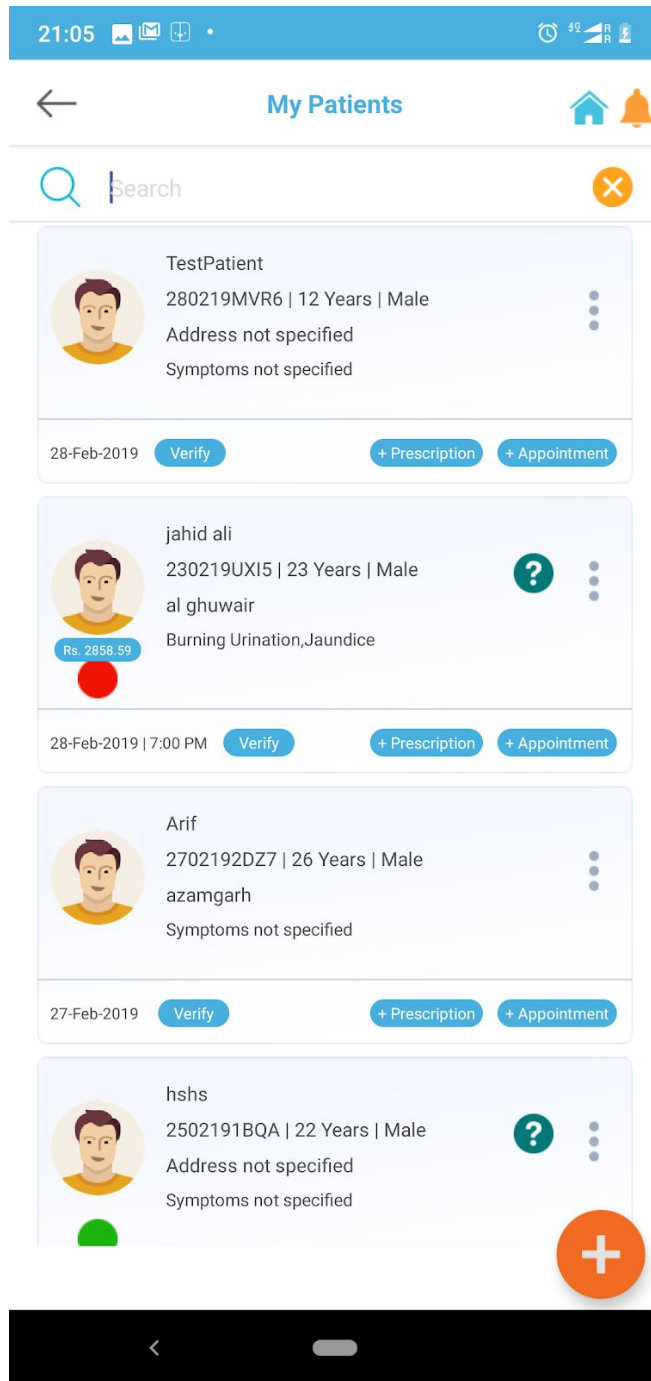 21:05
4G R
R
My Patients
Search
TestPatient
280219MVR6 | 12 Years | Male
Address not specified
Symptoms not specified
28-Feb-2019 Verify + Prescription + Appointment
jahid ali
230219UXI5 | 23 Years | Male
?
al ghuwair
Burning Urination,Jaundice
Rs. 2858.59
28-Feb-2019 | 7:00 PM Verify + Prescription + Appointment
Arif
2702192DZ7 | 26 Years | Male
azamgarh
Symptoms not specified
27-Feb-2019 Verify + Prescription + Appointment
hshs
2502191BQA | 22 Years | Male
?
Address not specified
Symptoms not specified